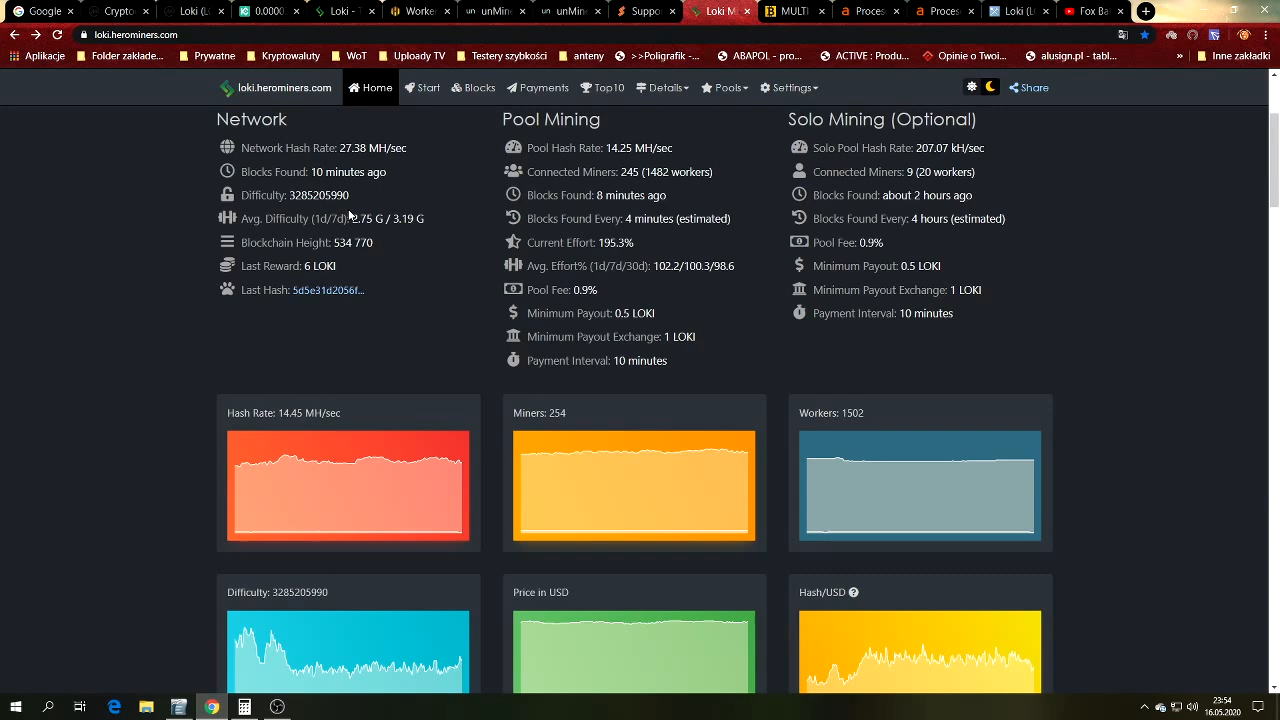 Google
Crypto
Loki (L
0.0000
Loki - T
Worke
unMine
unMin
Suppo
Loki M
MULTI
Proces
Proces
Loki (L
Fox Ba
loki.herominers.com
Aplikacje
Folder zakłade...
Prywatne
Kryptowaluty
WoT
Uploady TV
Testery szybkości
anteny
>>Poligrafik -...
ABAPOL - pro...
ACTIVE : Produ...
Opinie o Twoi...
alusign.pl - tabl...
»
Inne zakładki
loki.herominers.com
Home
Start
Blocks
Payments
Top10
Details
Pools
Settings
Share
Network
Network Hash Rate: 27.38 MH/sec
Blocks Found: 10 minutes ago
Difficulty: 3285205990
Avg. Difficulty (1d/7d): 2.75 G / 3.19 G
Blockchain Height: 534 770
Last Reward: 6 LOKI
Last Hash: 5d5e31d2056f...
Pool Mining
Pool Hash Rate: 14.25 MH/sec
Connected Miners: 245 (1482 workers)
Blocks Found: 8 minutes ago
Blocks Found Every: 4 minutes (estimated)
Current Effort: 195.3%
Avg. Effort% (1d/7d/30d): 102.2/100.3/98.6
Pool Fee: 0.9%
Minimum Payout: 0.5 LOKI
Minimum Payout Exchange: 1 LOKI
Payment Interval: 10 minutes
Solo Mining (Optional)
Solo Pool Hash Rate: 207.07 kH/sec
Connected Miners: 9 (20 workers)
Blocks Found: about 2 hours ago
Blocks Found Every: 4 hours (estimated)
Pool Fee: 0.9%
Minimum Payout: 0.5 LOKI
Minimum Payout Exchange: 1 LOKI
Payment Interval: 10 minutes
Hash Rate: 14.45 MH/sec
Miners: 254
Workers: 1502
Difficulty: 3285205990
Price in USD
Hash/USD
23:54
16.05.2020